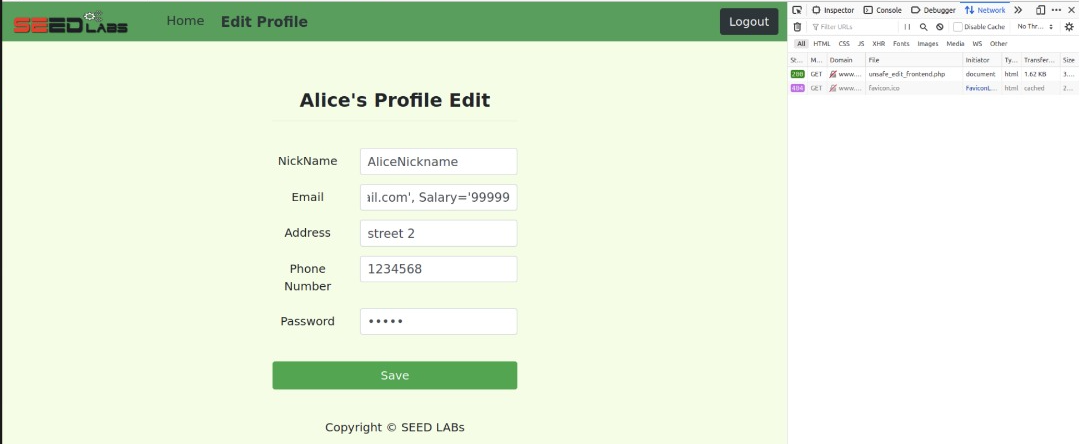 SEED LABS
Home
Edit Profile
Logout
Alice's Profile Edit
NickName
AliceNickname
Email
ail.com', Salary='99999
Address
street 2
Phone Number
1234568
Password
•••••
Save
Copyright © SEED LABs
Inspector
Console
Debugger
Network
Filter URLs
Disable Cache
No Thr...
All HTML CSS JS XHR Fonts Images Media WS Other
St... M... Domain File Initiator Ty... Transfer... Size
200 GET www.... unsafe_edit_frontend.php document html 1.62 KB 3....
404 GET www.... favicon.ico FaviconL... html cached 2...